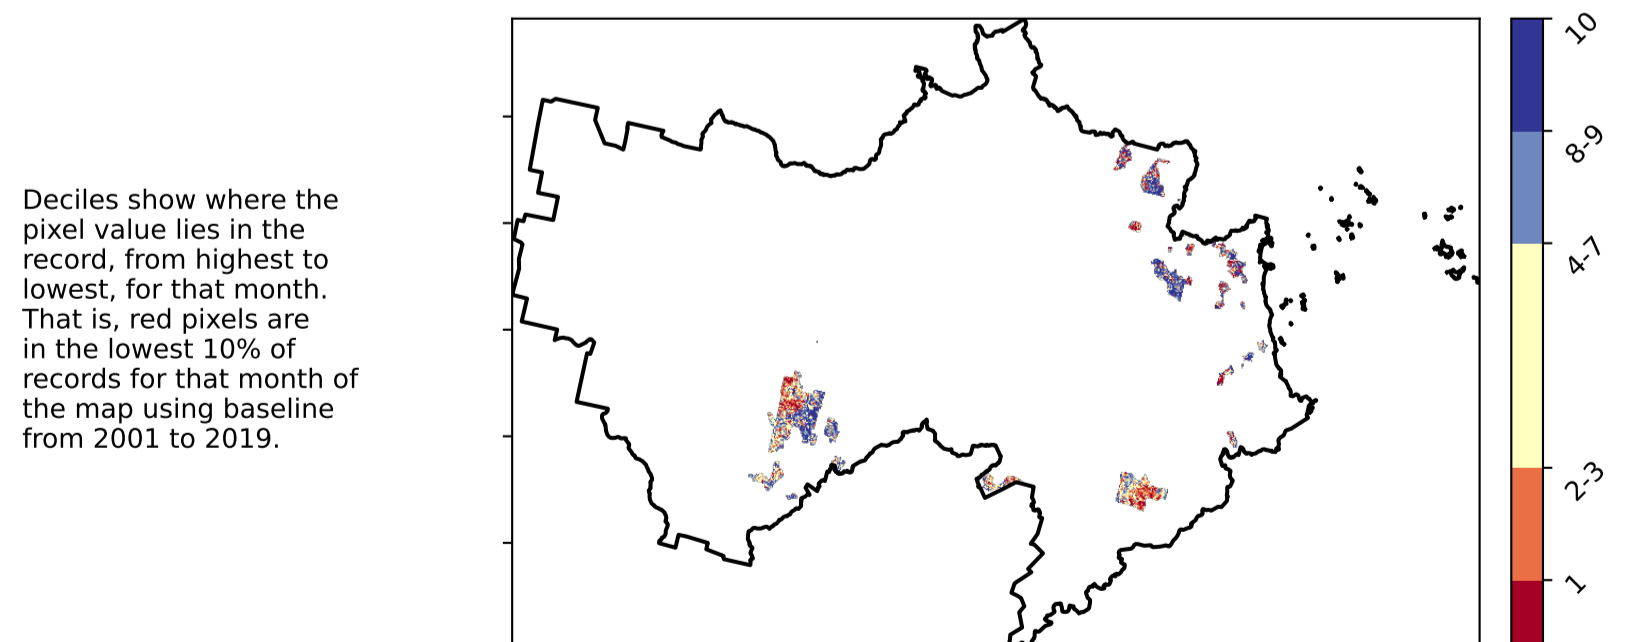 Deciles show where the
pixel value lies in the
record, from highest to
lowest, for that month.
That is, red pixels are
in the lowest 10% of
records for that month of
the map using baseline
from 2001 to 2019.
10
8-9
4-7
2-3
1